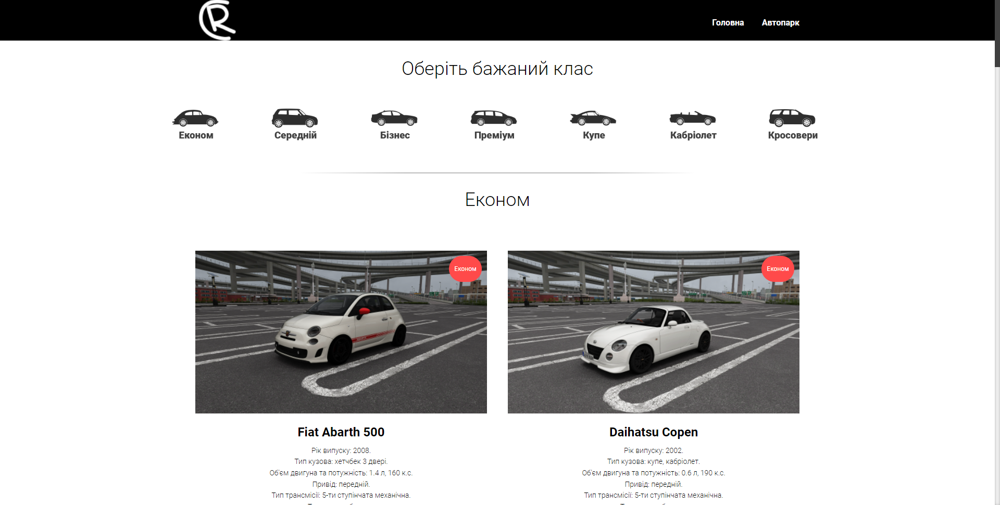 CR
Головна Автопарк
Оберіть бажаний клас
Економ Середній Бізнес Преміум Купе Кабріолет Кросовери
Економ
Економ
Економ
Fiat Abarth 500
Рік випуску: 2008.
Тип кузова: хетчбек 3 двері.
Об'єм двигуна та потужність: 1.4 л, 160 к.с.
Привід: передній.
Тип трансмісії: 5-ти ступінчата механічна.
Daihatsu Copen
Рік випуску: 2002.
Тип кузова: купе, кабріолет.
Об'єм двигуна та потужність: 0.6 л, 190 к.с.
Привід: передній.
Тип трансмісії: 5-ти ступінчата механічна.